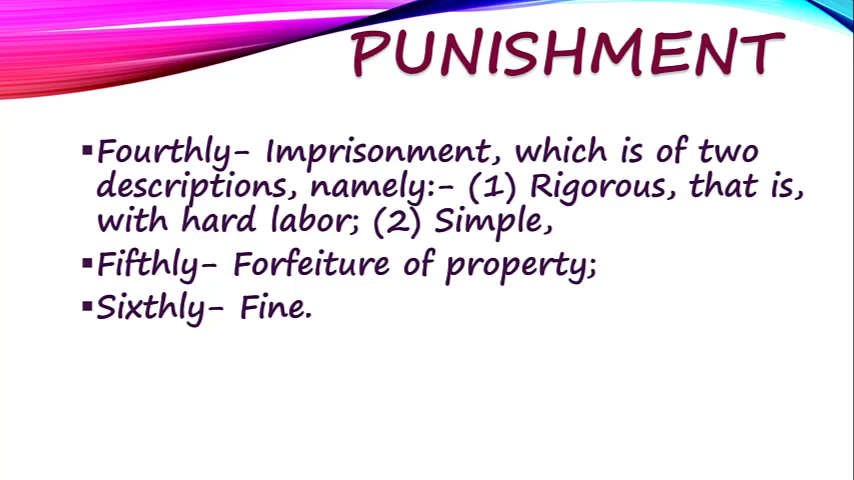 PUNISHMENT
▪Fourthly- Imprisonment, which is of two
descriptions, namely:- (1) Rigorous, that is,
with hard labor; (2) Simple,
▪Fifthly- Forfeiture of property;
▪Sixthly- Fine.